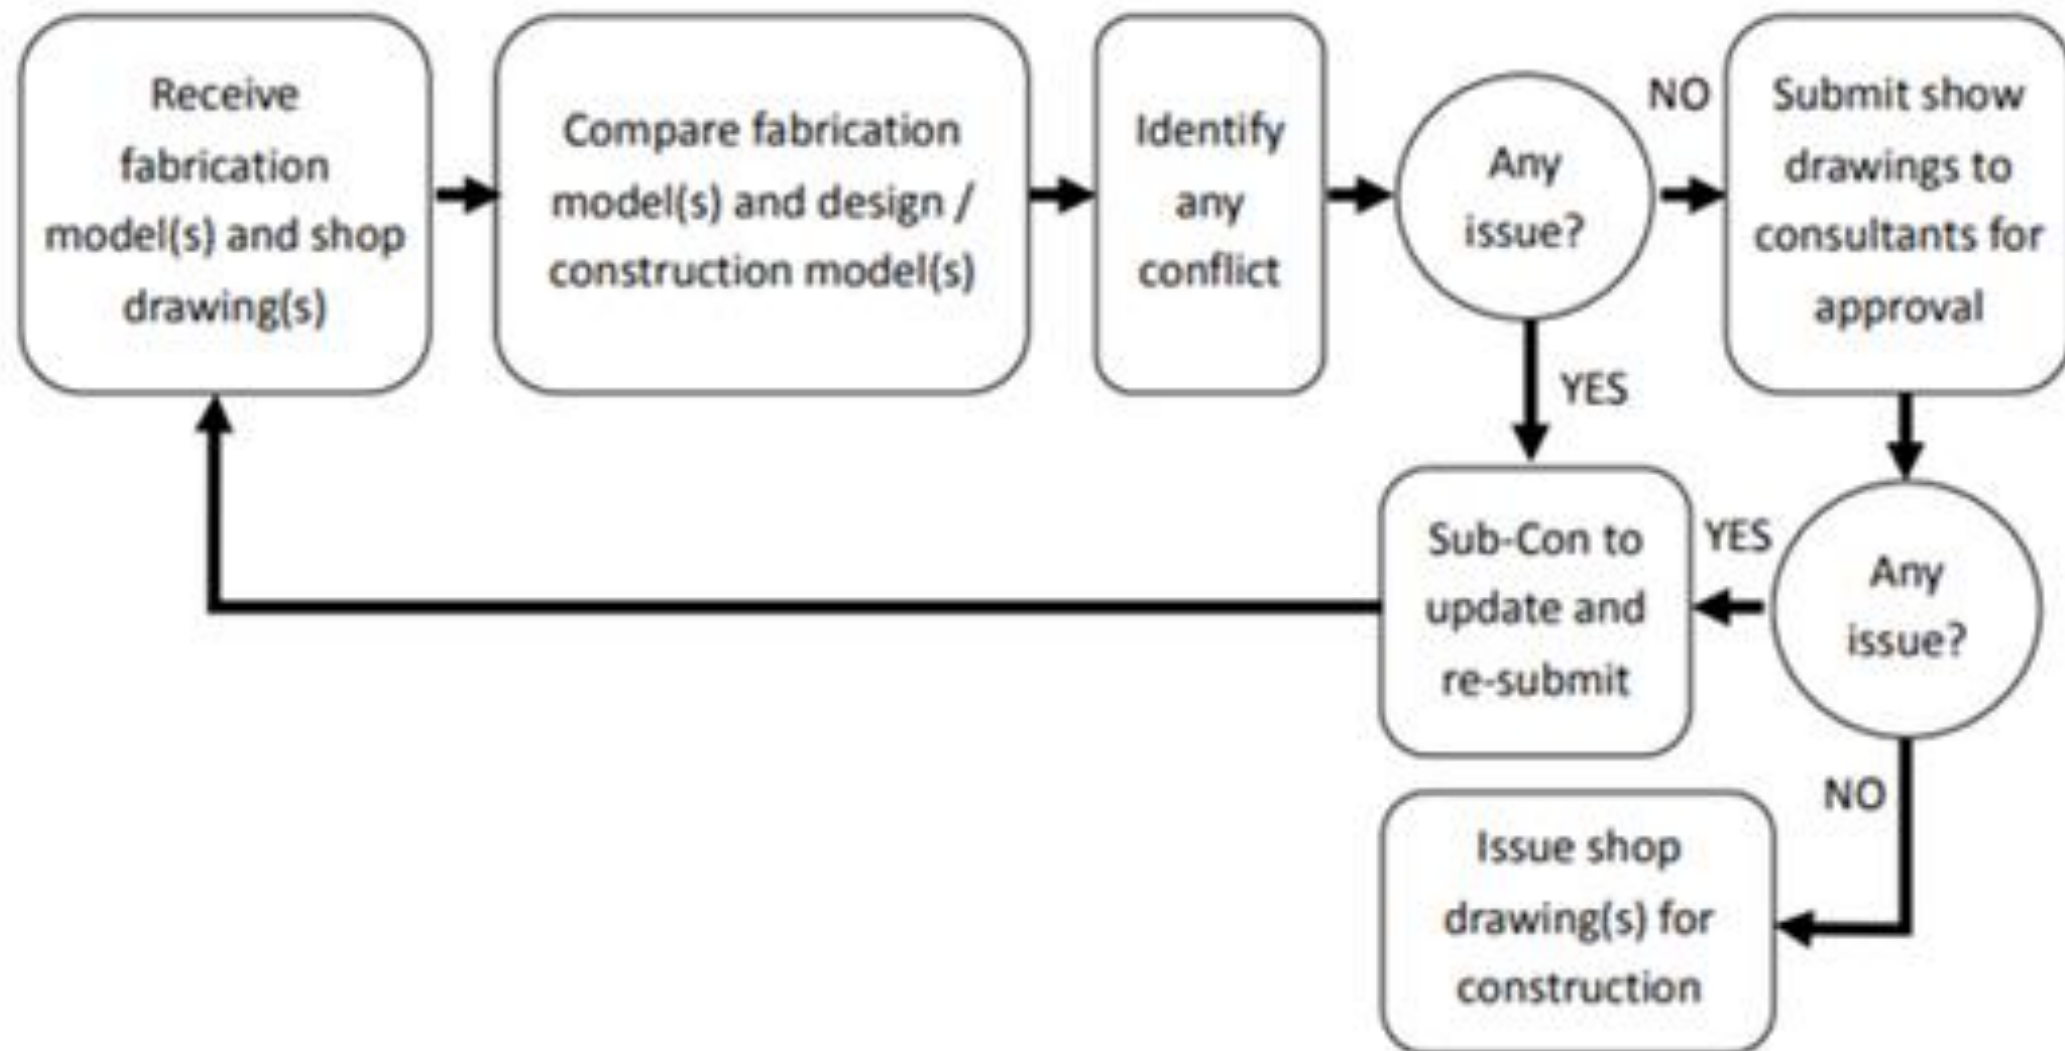 Receive
fabrication
model(s) and shop
drawing(s)
Compare fabrication
model(s) and design /
construction model(s)
Identify
any
conflict
Any
issue?
NO
Submit show
drawings to
consultants for
approval
YES
Sub-Con to
update and
re-submit
YES
Any
issue?
NO
Issue shop
drawing(s) for
construction